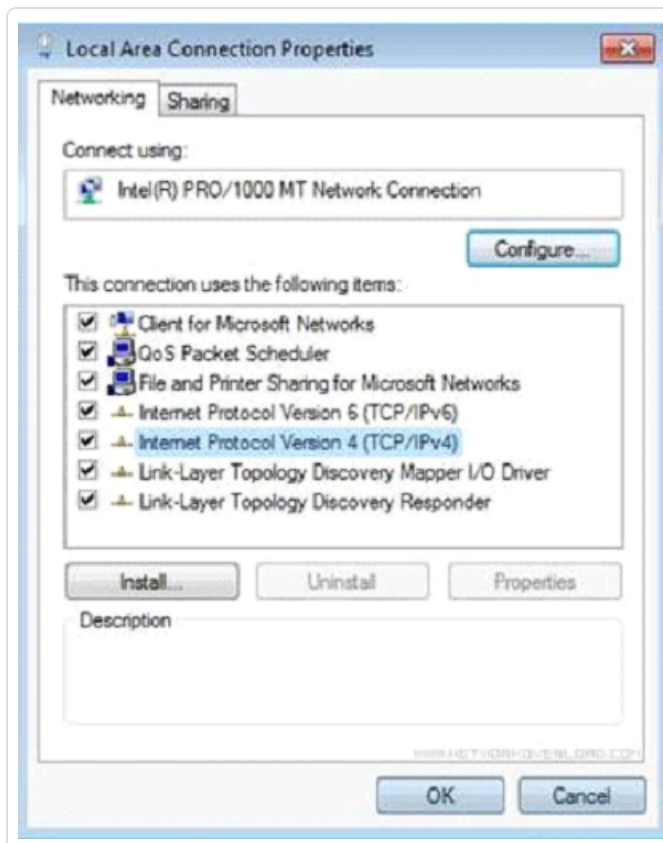 Local Area Connection Properties
Networking
Sharing
Connect using:
Intel(R) PRO/1000 MT Network Connection
Configure...
This connection uses the following items:
Client for Microsoft Networks
QoS Packet Scheduler
File and Printer Sharing for Microsoft Networks
Internet Protocol Version 6 (TCP/IPv6)
Internet Protocol Version 4 (TCP/IPv4)
Link-Layer Topology Discovery Mapper I/O Driver
Link-Layer Topology Discovery Responder
Install...
Uninstall
Properties
Description
OK
Cancel